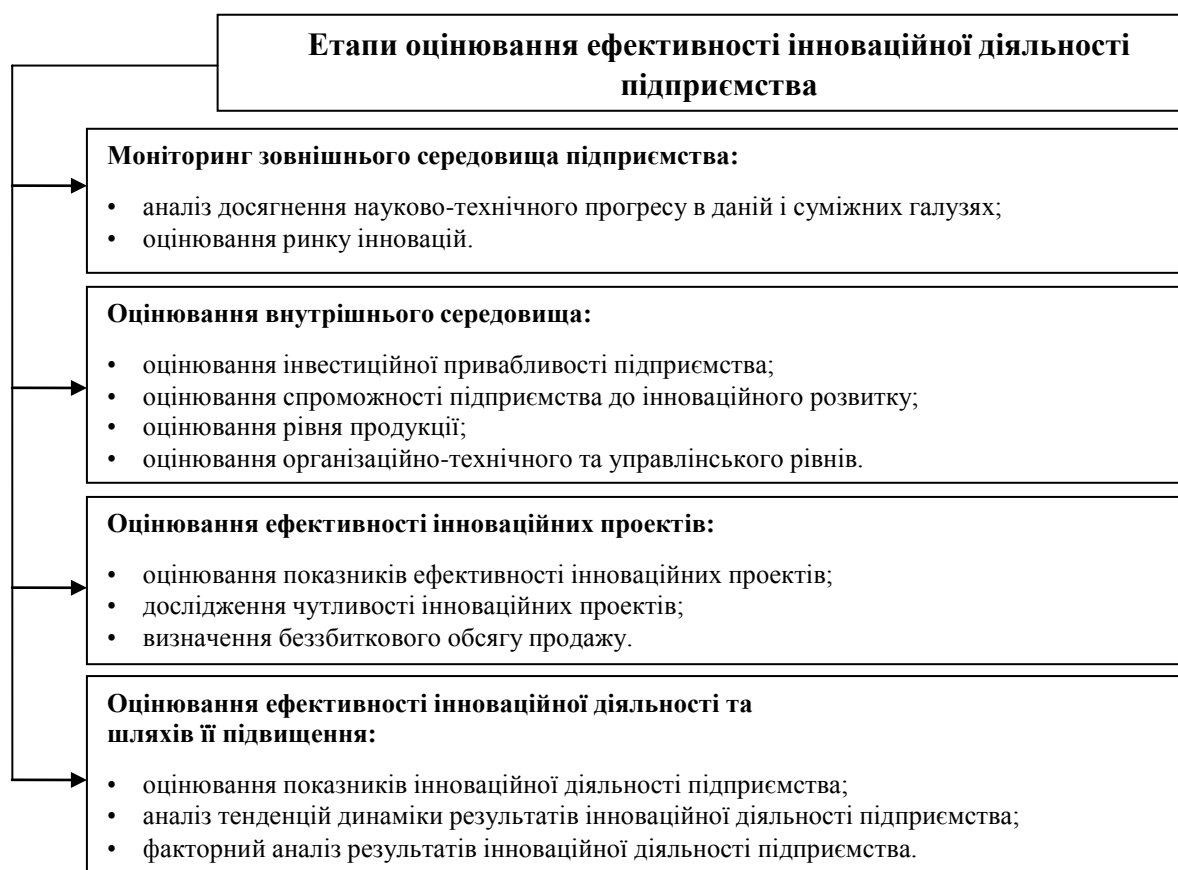 Етапи оцінювання ефективності інноваційної діяльності
підприємства
Моніторинг зовнішнього середовища підприємства:
• аналіз досягнення науково-технічного прогресу в даній і суміжних галузях;
• оцінювання ринку інновацій.
Оцінювання внутрішнього середовища:
• оцінювання інвестиційної привабливості підприємства;
• оцінювання спроможності підприємства до інноваційного розвитку;
• оцінювання рівня продукції;
• оцінювання організаційно-технічного та управлінського рівнів.
Оцінювання ефективності інноваційних проектів:
• оцінювання показників ефективності інноваційних проектів;
• дослідження чутливості інноваційних проектів;
• визначення беззбиткового обсягу продажу.
Оцінювання ефективності інноваційної діяльності та
шляхів її підвищення:
• оцінювання показників інноваційної діяльності підприємства;
• аналіз тенденцій динаміки результатів інноваційної діяльності підприємства;
• факторний аналіз результатів інноваційної діяльності підприємства.